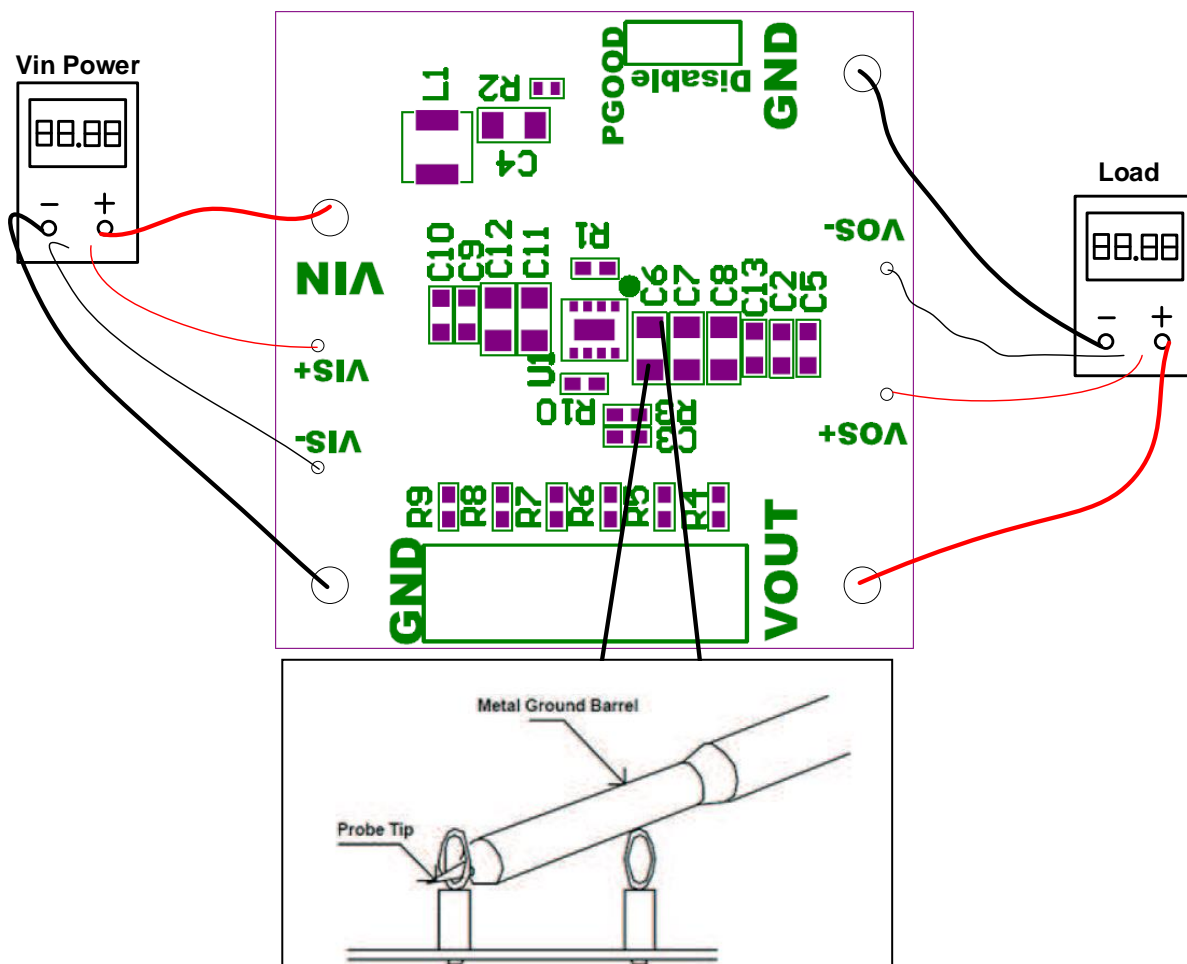 Vin Power
88.88
- +
L1
R2
C4
PGOOD
Disable
GND
Load
88.88
- +
VIN
VIS+
VIS-
C10
C9
C12
C11
R1
C6
C7
C8
C13
C2
C5
VOS-
VOS+
U1
R10
R3
C3
R9
R8
R7
R6
R5
R4
GND
VOUT
Metal Ground Barrel
Probe Tip